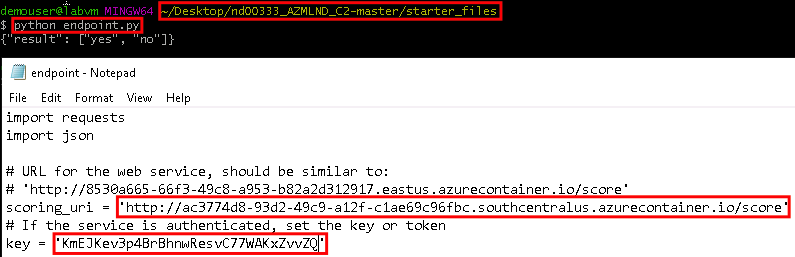 demouser@labvm MINGW64 ~/Desktop/nd00333_AZMLND_C2-master/starter_files
$ python endpoint.py
{"result": ["yes", "no"]}
endpoint - Notepad
File Edit Format View Help
import requests
import json
# URL for the web service, should be similar to:
# 'http://8530a665-66f3-49c8-a953-b82a2d312917.eastus.azurecontainer.io/score'
scoring_uri = 'http://ac3774d8-93d2-49c9-a12f-c1ae69c96fbc.southcentralus.azurecontainer.io/score'
# If the service is authenticated, set the key or token
key = 'KmEJKev3p4BrBhnwResvC77WAKxZvvZQ'